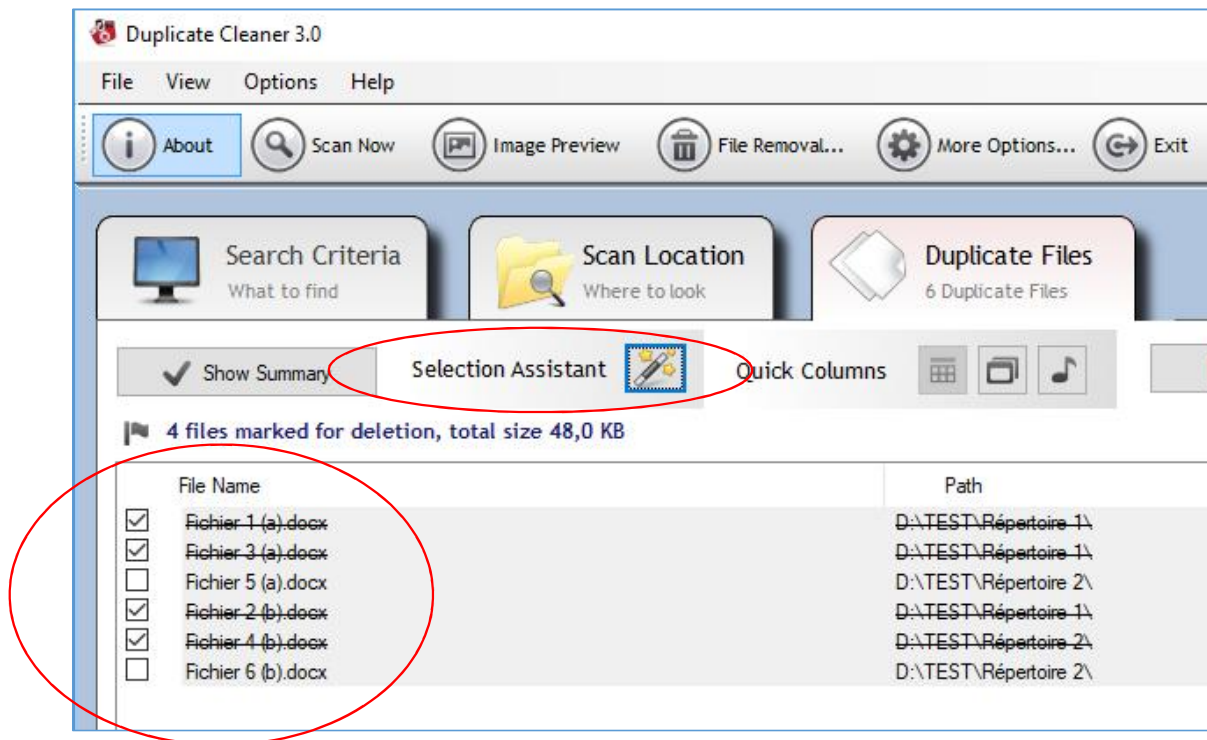 Duplicate Cleaner 3.0
File View Options Help
About Scan Now Image Preview File Removal... More Options... Exit
Search Criteria Scan Location Duplicate Files
What to find Where to look 6 Duplicate Files
Show Summary Selection Assistant Quick Columns
4 files marked for deletion, total size 48,0 KB
File Name Path
Fichier 1 (a).docx D:\TEST\Répertoire 1\
Fichier 3 (a).docx D:\TEST\Répertoire 1\
Fichier 5 (a).docx D:\TEST\Répertoire 2\
Fichier 2 (b).docx D:\TEST\Répertoire 1\
Fichier 4 (b).docx D:\TEST\Répertoire 2\
Fichier 6 (b).docx D:\TEST\Répertoire 2\